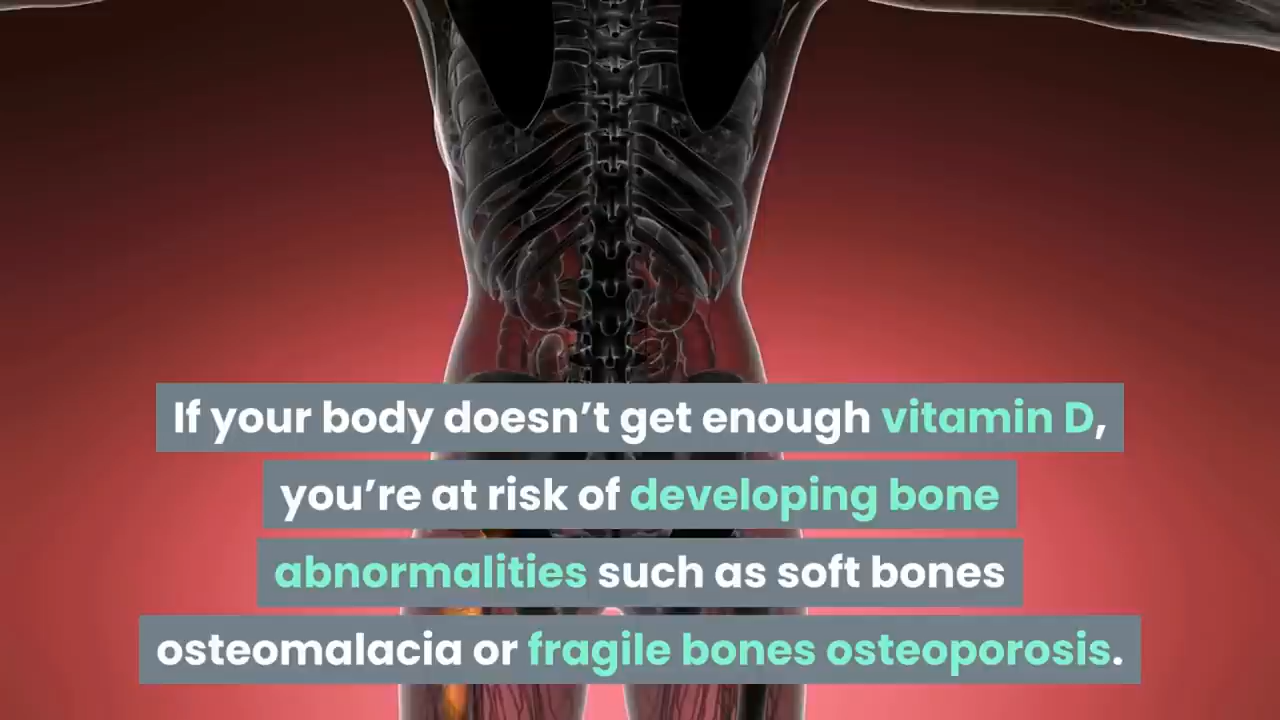 If your body doesn’t get enough vitamin D,
you’re at risk of developing bone
abnormalities such as soft bones
osteomalacia or fragile bones osteoporosis.